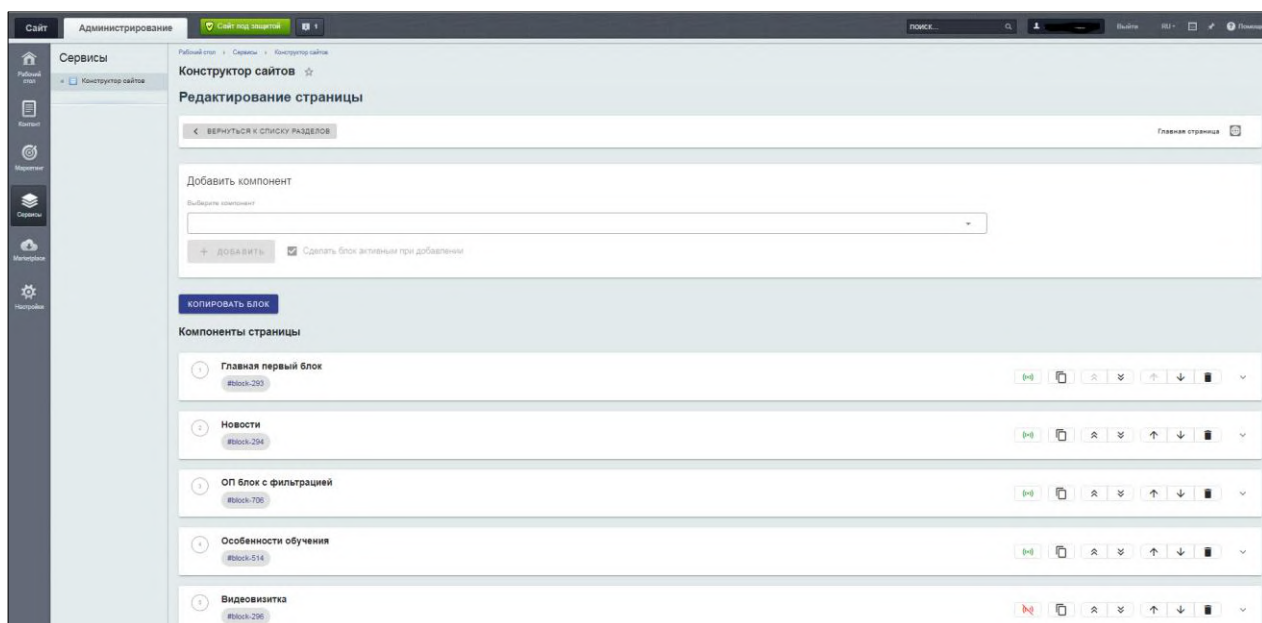 Сайт
Администрирование
Сайт под защитой
1
поиск...
Выйти
RU
Рабочий стол
Контент
Маркетинг
Сервисы
Marketplace
Настройки
Сервисы
Конструктор сайтов
Рабочий стол Сервисы Конструктор сайтов
Конструктор сайтов
Редактирование страницы
ВЕРНУТЬСЯ К СПИСКУ РАЗДЕЛОВ
Главная страница
Добавить компонент
Выберите компонент
+ ДОБАВИТЬ
Сделать блок активным при добавлении
КОПИРОВАТЬ БЛОК
Компоненты страницы
1
Главная первый блок
#block-293
2
Новости
#block-294
3
ОП блок с фильтрацией
#block-706
4
Особенности обучения
#block-514
5
Видеовизитка
#block-296